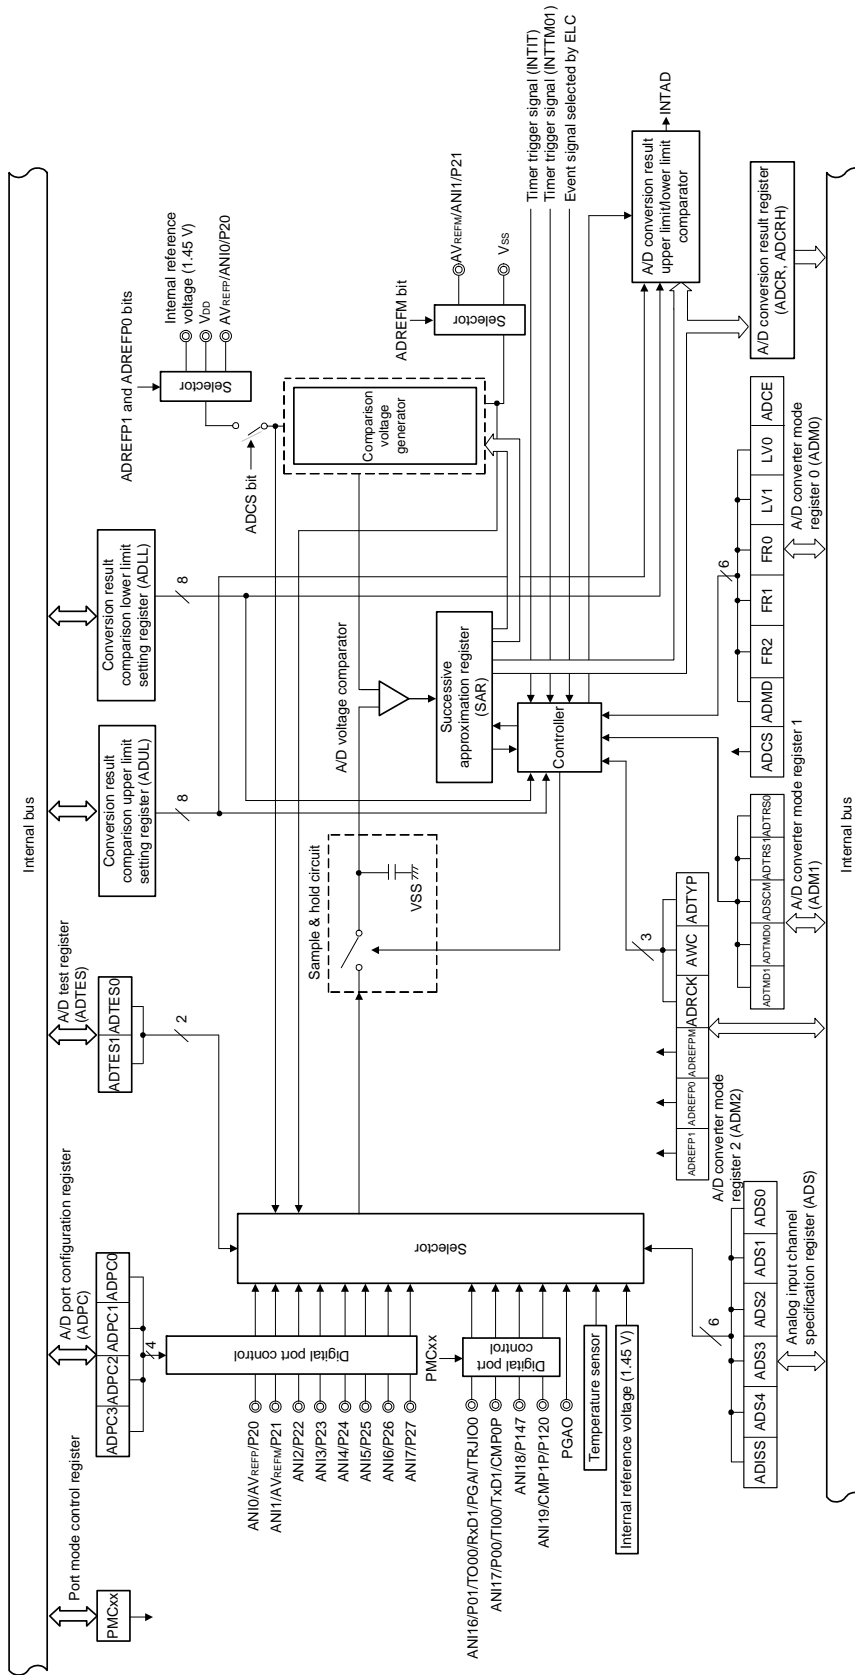 Internal bus
Port mode control register
PMCxx
A/D port configuration register
(ADPC)
ADPC3 ADPC2 ADPC1 ADPC0
4
A/D test register
(ADTES)
ADTES1 ADTES0
2
Conversion result
comparison upper limit
setting register (ADUL)
8
Conversion result
comparison lower limit
setting register (ADLL)
8
ADREFP1 and ADREFP0 bits
Selector
Internal reference
voltage (1.45 V)
VDD
AVREFP/ANI0/P20
ADCS bit
Digital port control
ANI0/AVREFP/P20
ANI1/AVREFM/P21
ANI2/P22
ANI3/P23
ANI4/P24
ANI5/P25
ANI6/P26
ANI7/P27
PMCxx
Digital port
control
ANI16/P01/TO00/RxD1/PGAI/TRJIO0
ANI17/P00/TI00/TxD1/CMP0P
ANI18/P147
ANI19/CMP1P/P120
PGAO
Temperature sensor
Internal reference voltage (1.45 V)
Selector
Sample & hold circuit
VSS
A/D voltage comparator
Comparison
voltage
generator
ADREFM bit
Selector
AVREFM/ANI1/P21
VSS
Successive
approximation register
(SAR)
Controller
Timer trigger signal (INTIT)
Timer trigger signal (INTTM01)
Event signal selected by ELC
A/D conversion result
upper limit/lower limit
comparator
INTAD
A/D conversion result register
(ADCR, ADCRH)
6
ADISS ADS4 ADS3 ADS2 ADS1 ADS0
Analog input channel
specification register (ADS)
3
ADREFP1 ADREFP0 ADREFPM ADRCK AWC ADTYP
A/D converter mode
register 2 (ADM2)
ADTMD1 ADTMD0 ADSCM ADTRS1 ADTRS0
A/D converter mode register 1
(ADM1)
6
ADCS ADMD FR2 FR1 FR0 LV1 LV0 ADCE
A/D converter mode
register 0 (ADM0)
Internal bus